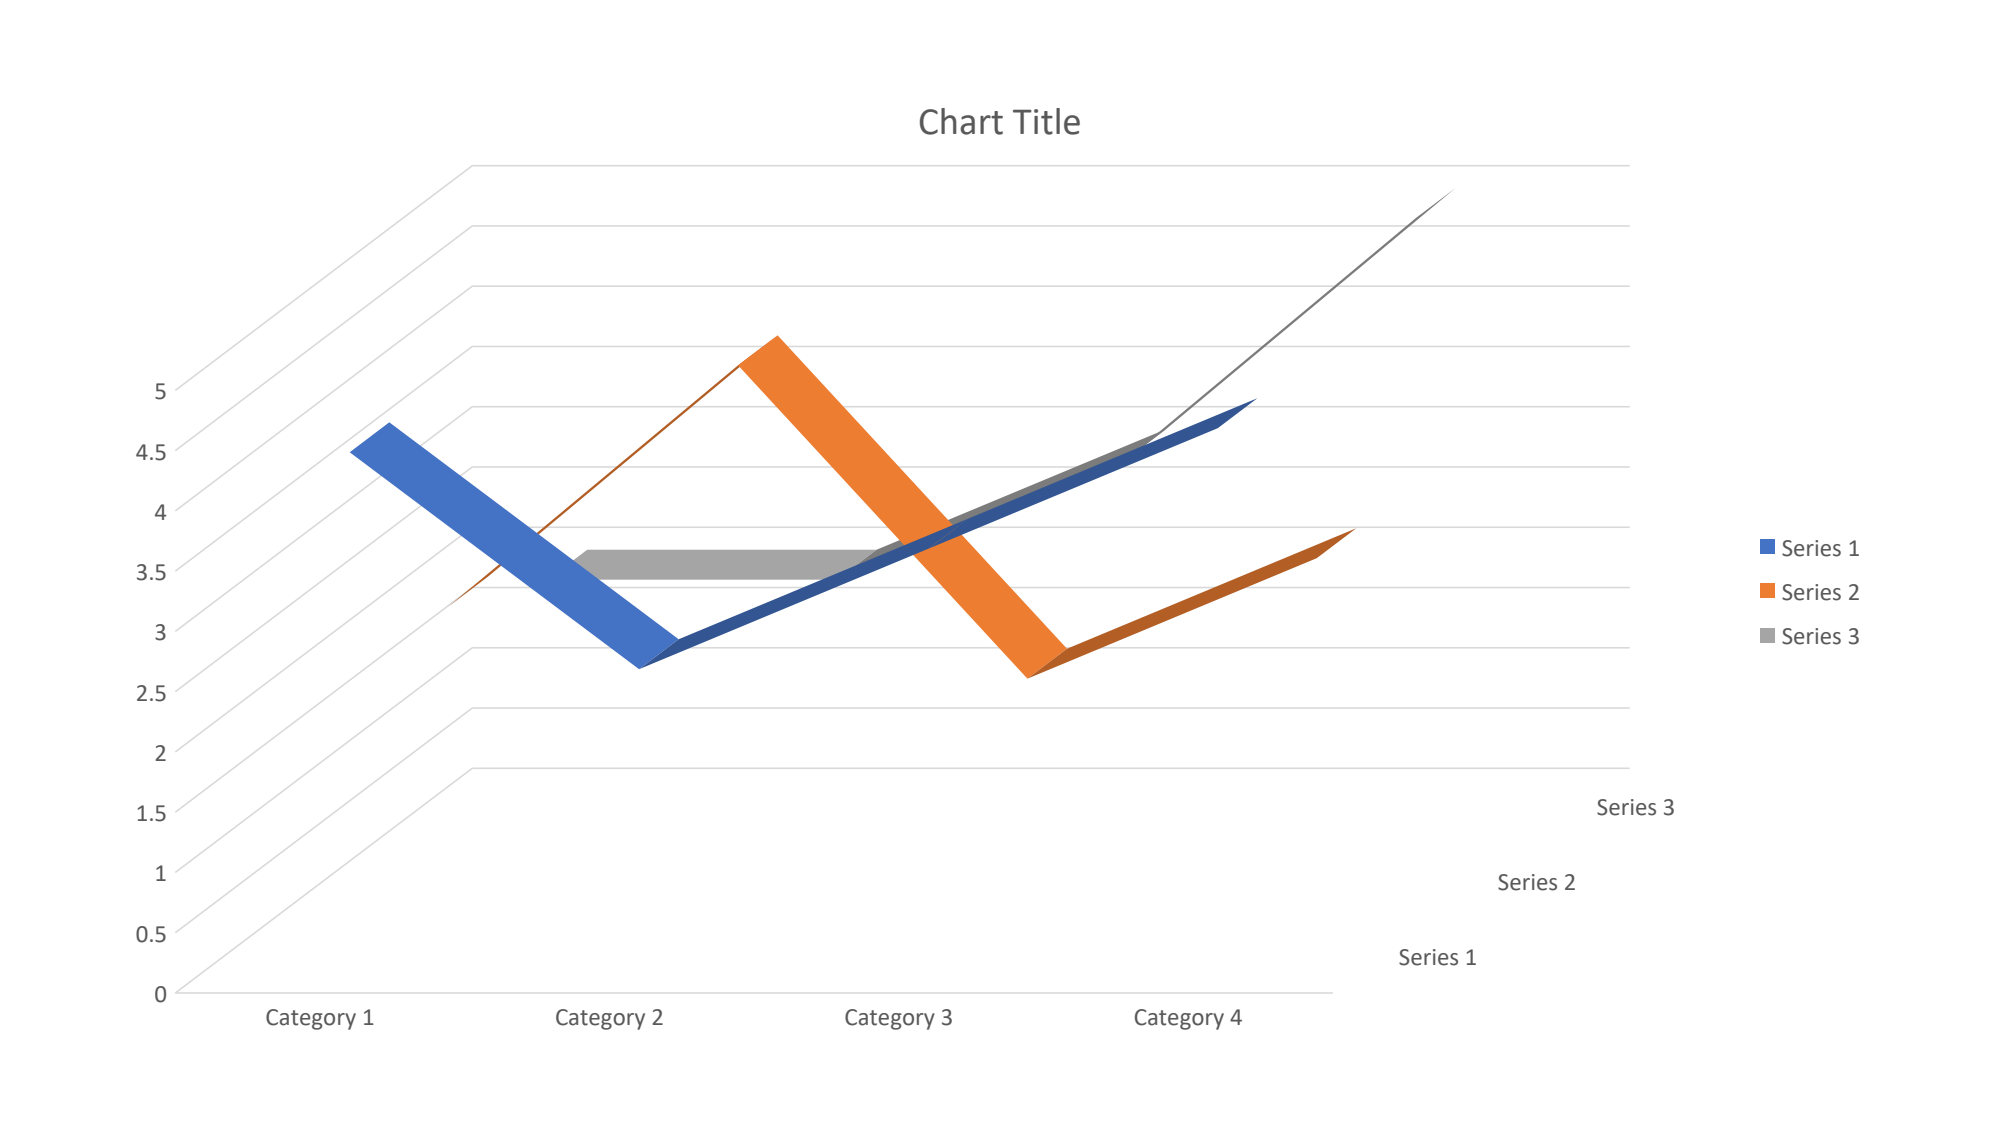 Chart Title
5
4.5
4
3.5
3
2.5
2
1.5
1
0.5
0
Category 1
Category 2
Category 3
Category 4
Series 3
Series 2
Series 1
Series 1
Series 2
Series 3